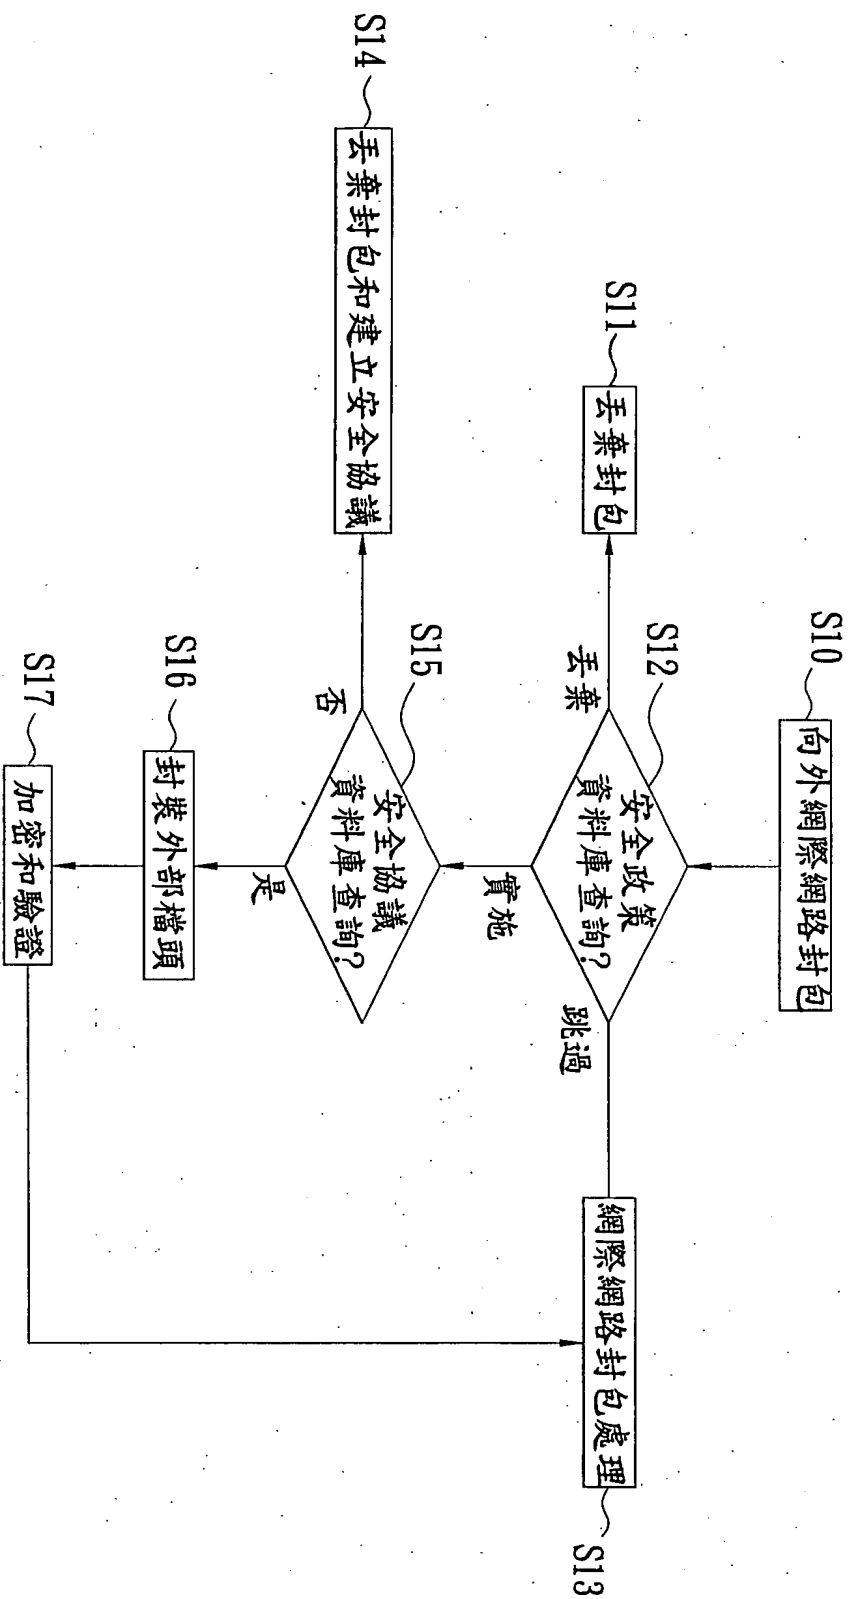 S10
向外網際網路封包
S12
安全政策
資料庫查詢?
丟棄
跳過
實施
S11
丟棄封包
S13
網際網路封包處理
S15
安全協議
資料庫查詢?
否
是
S14
丟棄封包和建立安全協議
S16
封裝外部檔頭
S17
加密和驗證